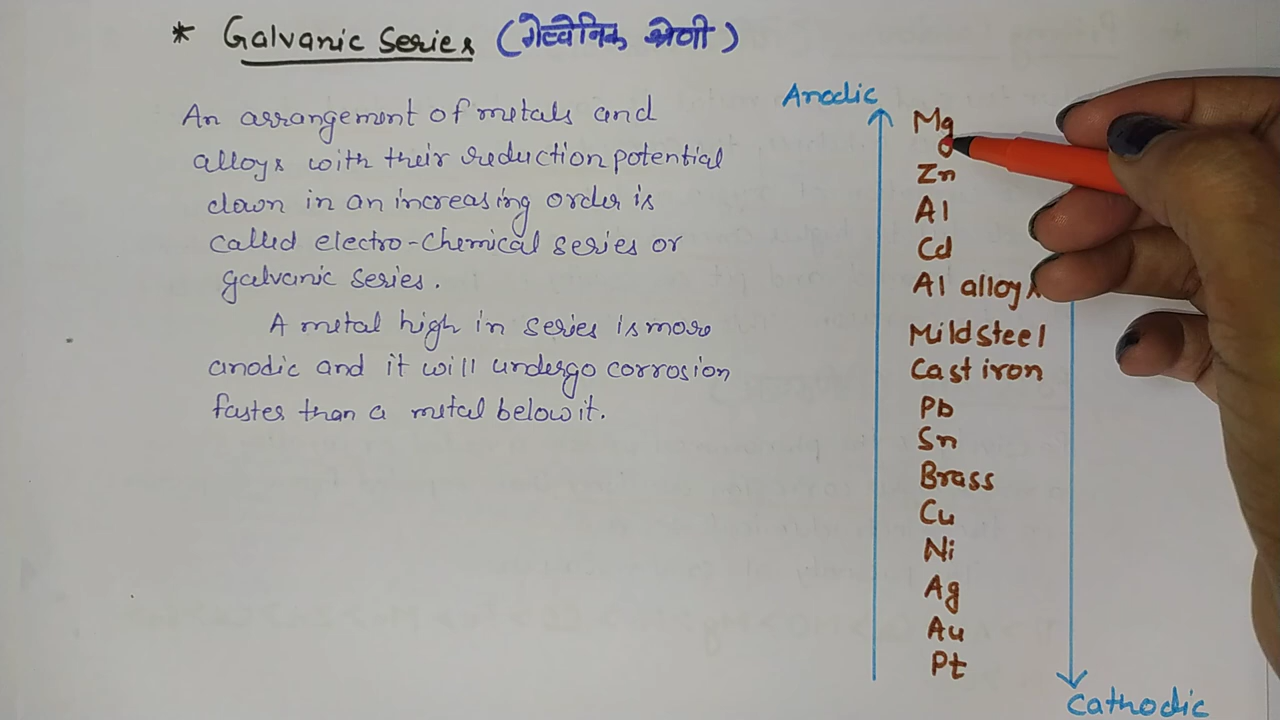 * Galvanic Series (गेल्वेनिक श्रेणी)
An arrangement of metals and
alloys with their reduction potential
down in an increasing order is
called electro-Chemical series or
galvanic series.
A metal high in series is more
anodic and it will undergo corrosion
faster than a metal below it.
Anodic
Mg
Zn
Al
Cd
Al alloys
Mild steel
Cast iron
Pb
Sn
Brass
Cu
Ni
Ag
Au
Pt
Cathodic